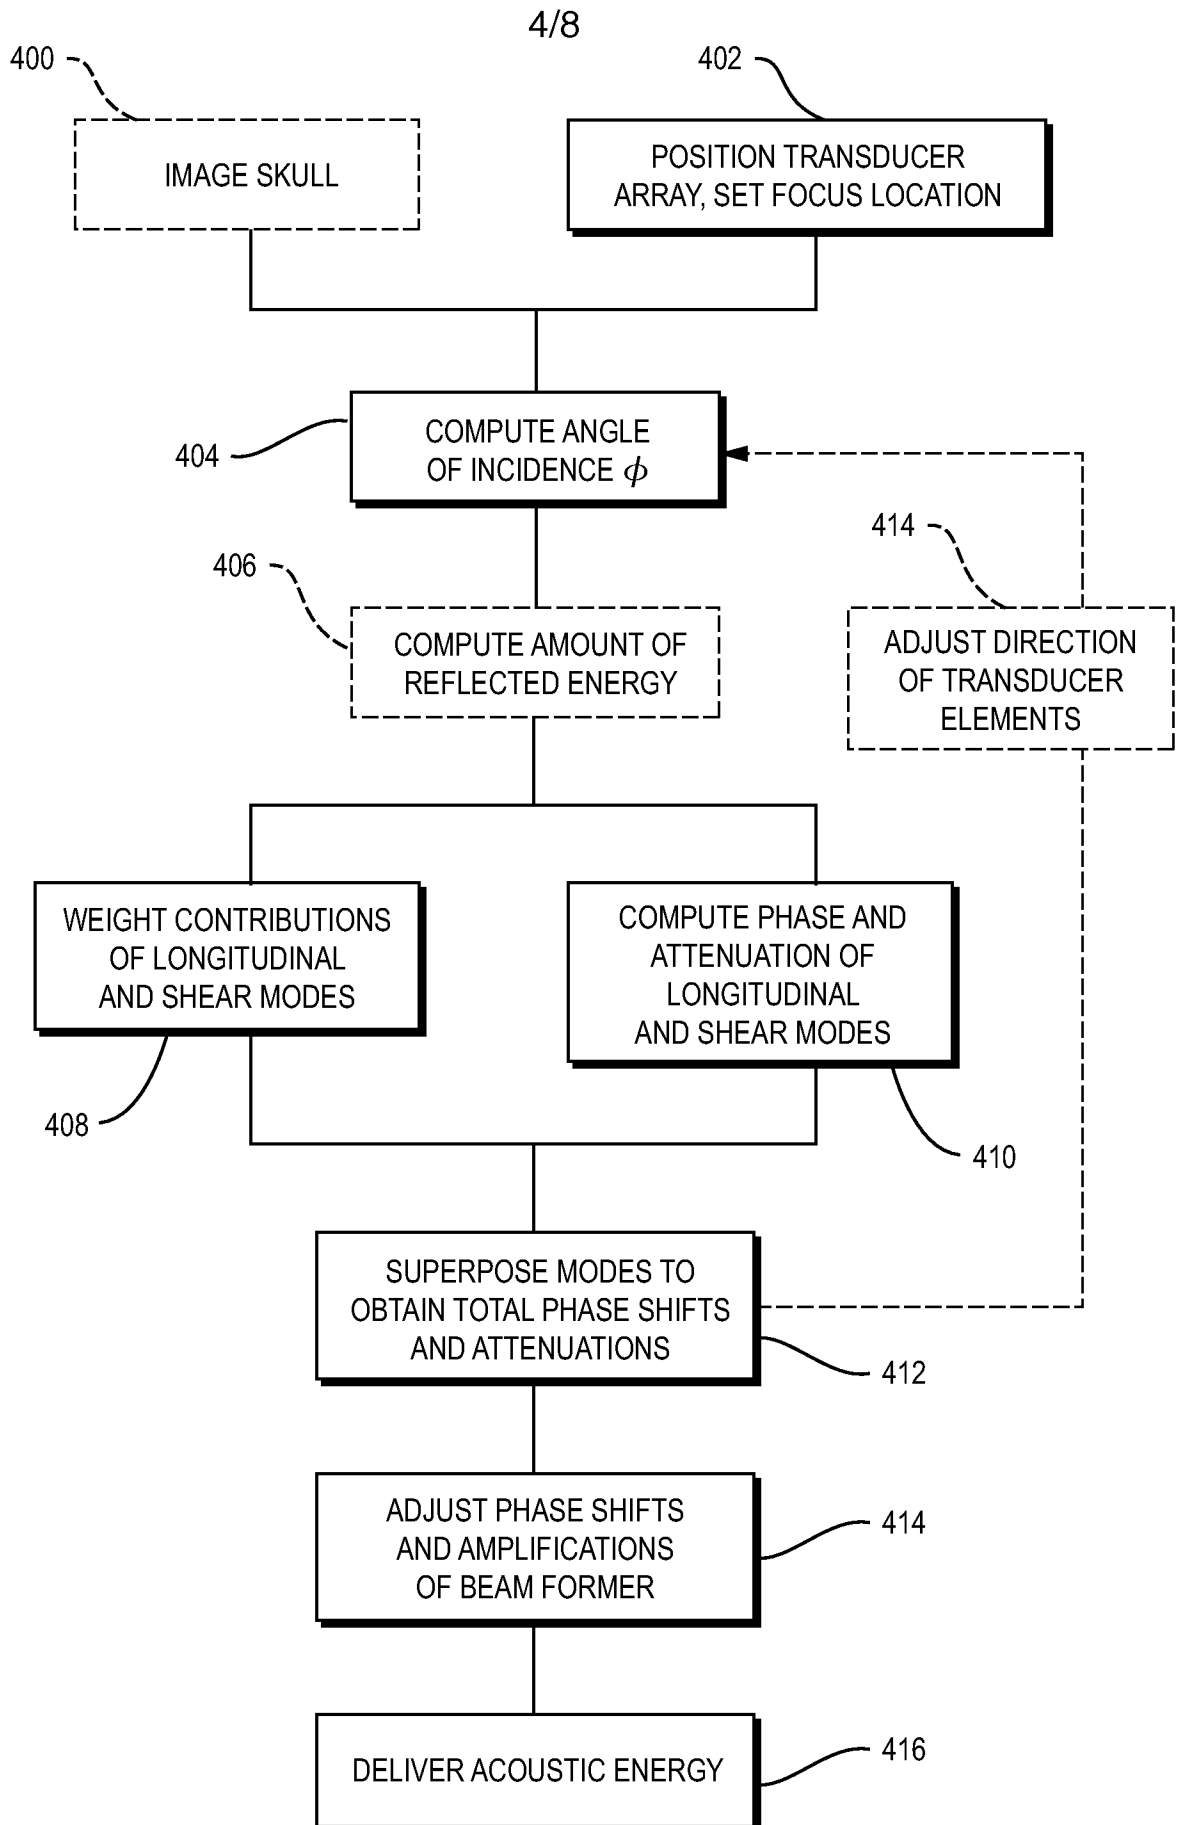 4/8
400
402
IMAGE SKULL
POSITION TRANSDUCER
ARRAY, SET FOCUS LOCATION
404
COMPUTE ANGLE
OF INCIDENCE ϕ
406
COMPUTE AMOUNT OF
REFLECTED ENERGY
414
ADJUST DIRECTION
OF TRANSDUCER
ELEMENTS
WEIGHT CONTRIBUTIONS
OF LONGITUDINAL
AND SHEAR MODES
408
COMPUTE PHASE AND
ATTENUATION OF
LONGITUDINAL
AND SHEAR MODES
410
SUPERPOSE MODES TO
OBTAIN TOTAL PHASE SHIFTS
AND ATTENUATIONS
412
ADJUST PHASE SHIFTS
AND AMPLIFICATIONS
OF BEAM FORMER
414
DELIVER ACOUSTIC ENERGY
416